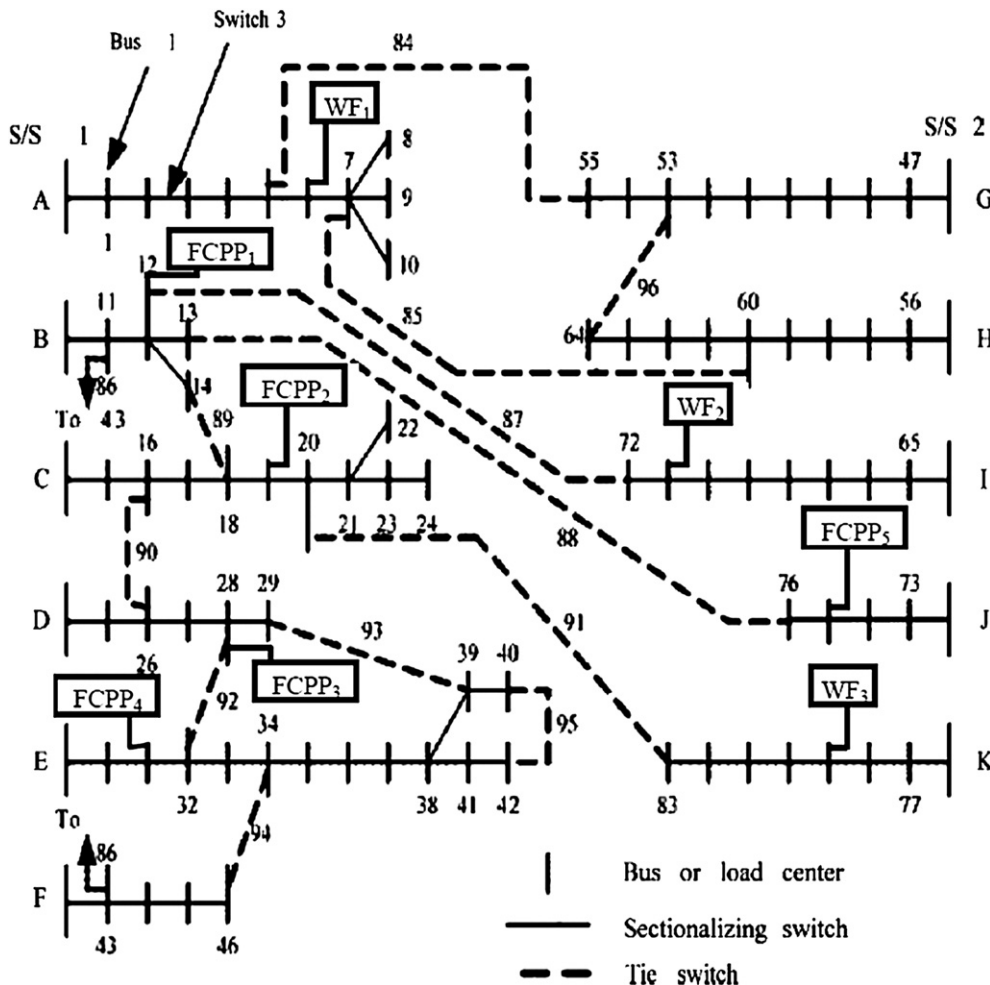 Bus 1
Switch 3
84
WF1
S/S 1
7
8
55
53
47
S/S 2
A
9
G
1
FCPP1
10
12
96
11
13
85
60
56
B
64
H
86
14
FCPP2
WF2
To 43
89
22
87
16
20
72
65
C
I
18
21
23
24
88
FCPP5
90
28
29
76
73
D
93
91
J
26
39
40
FCPP4
92
FCPP3
WF3
34
95
E
K
32
38
41
42
83
77
To
94
86
Bus or load center
F
Sectionalizing switch
43
46
Tie switch